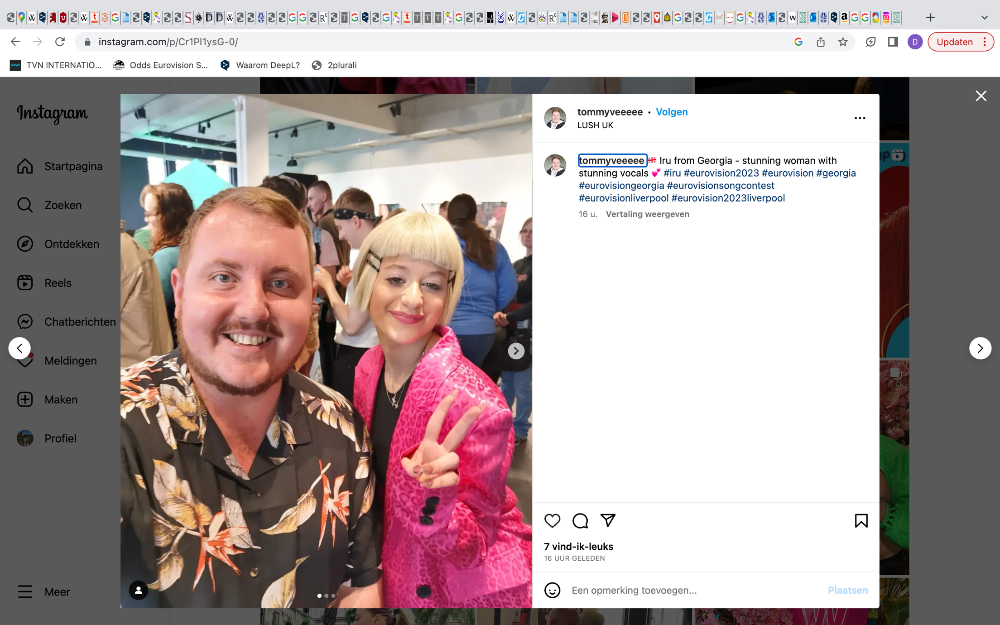 instagram.com/p/Cr1PI1ysG-0/
D
Updaten
player
TVN INTERNATIO...
Odds Eurovision S...
Waarom DeepL?
2plurali
Instagram
Startpagina
Zoeken
Ontdekken
Reels
Chatberichten
Meldingen
Maken
Profiel
Meer
tommyveeeee • Volgen
LUSH UK
tommyveeeee 🇬🇪 Iru from Georgia - stunning woman with
stunning vocals 💕 #iru #eurovision2023 #eurovision #georgia
#eurovisiongeorgia #eurovisionsongcontest
#eurovisionliverpool #eurovision2023liverpool
16 u. Vertaling weergeven
7 vind-ik-leuks
16 UUR GELEDEN
Een opmerking toevoegen...
Plaatsen